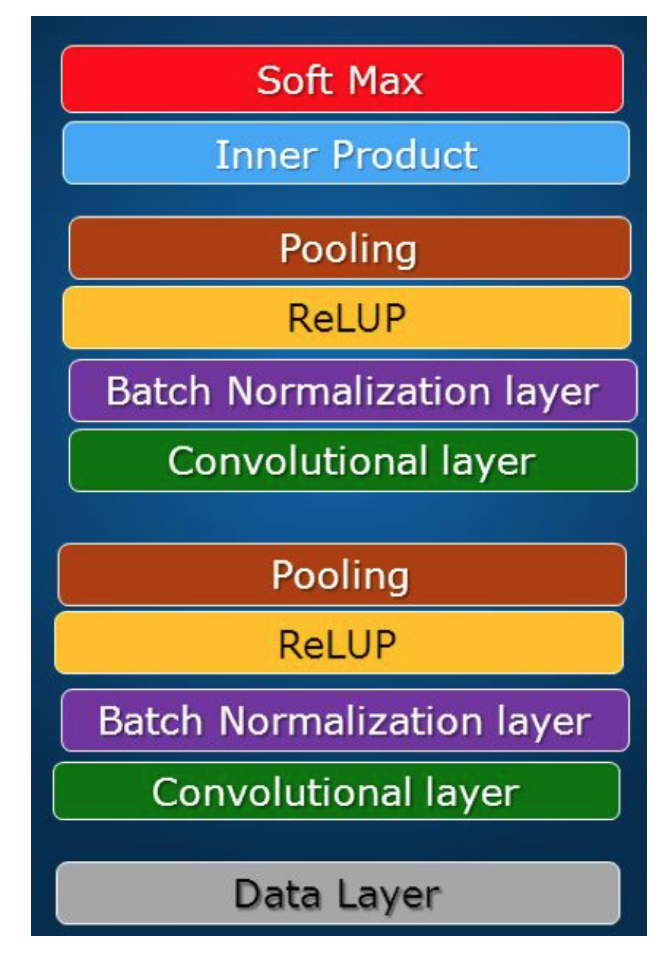 Soft Max
Inner Product
Pooling
ReLUP
Batch Normalization layer
Convolutional layer
Pooling
ReLUP
Batch Normalization layer
Convolutional layer
Data Layer